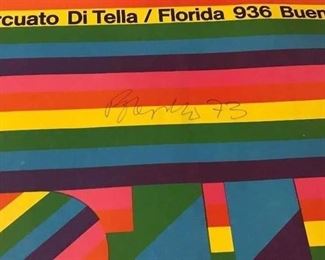 rcuato Di Tella / Florida 936 Buen
73